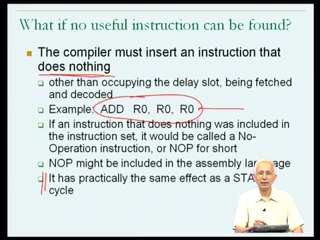 What if no useful instruction can be found?
The compiler must insert an instruction that
does nothing
other than occupying the delay slot, being fetched
and decoded
Example: ADD R0, R0, R0
If an instruction that does nothing was included in
the instruction set, it would be called a No-
Operation instruction, or NOP for short
NOP might be included in the assembly language
It has practically the same effect as a
cycle